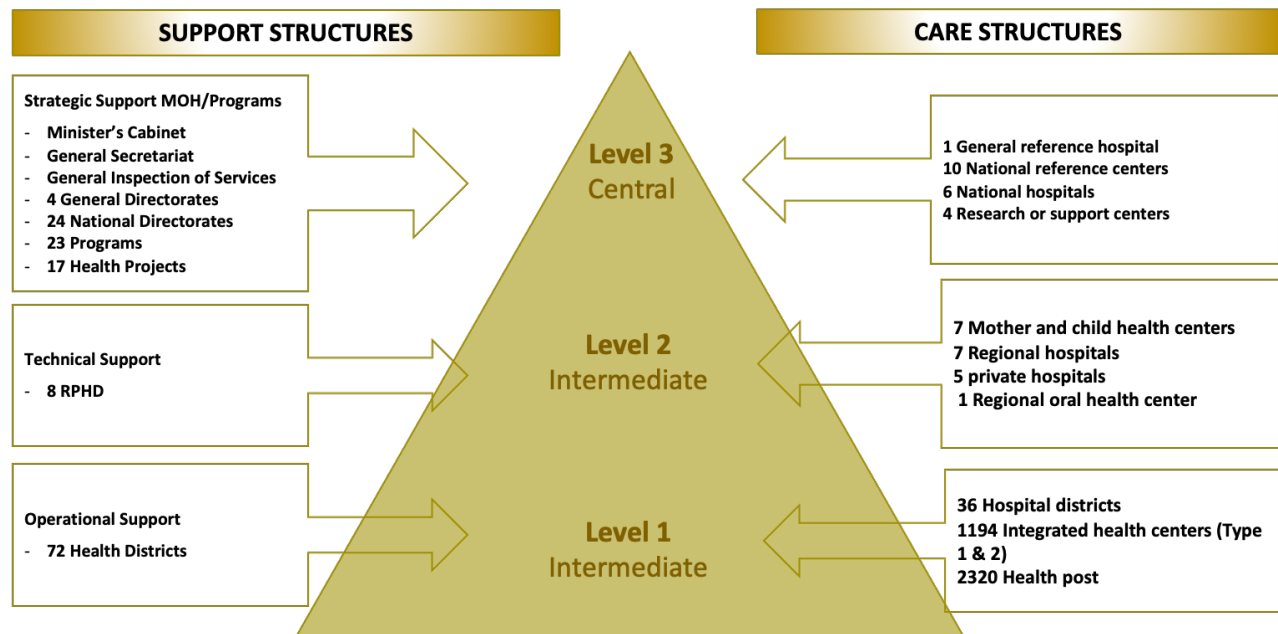 SUPPORT STRUCTURES
CARE STRUCTURES
Strategic Support MOH/Programs
- Minister's Cabinet
- General Secretariat
- General Inspection of Services
- 4 General Directorates
- 24 National Directorates
- 23 Programs
- 17 Health Projects
Level 3
Central
1 General reference hospital
10 National reference centers
6 National hospitals
4 Research or support centers
Technical Support
- 8 RPHD
Level 2
Intermediate
7 Mother and child health centers
7 Regional hospitals
5 private hospitals
1 Regional oral health center
Operational Support
- 72 Health Districts
Level 1
Intermediate
36 Hospital districts
1194 Integrated health centers (Type
1 & 2)
2320 Health post